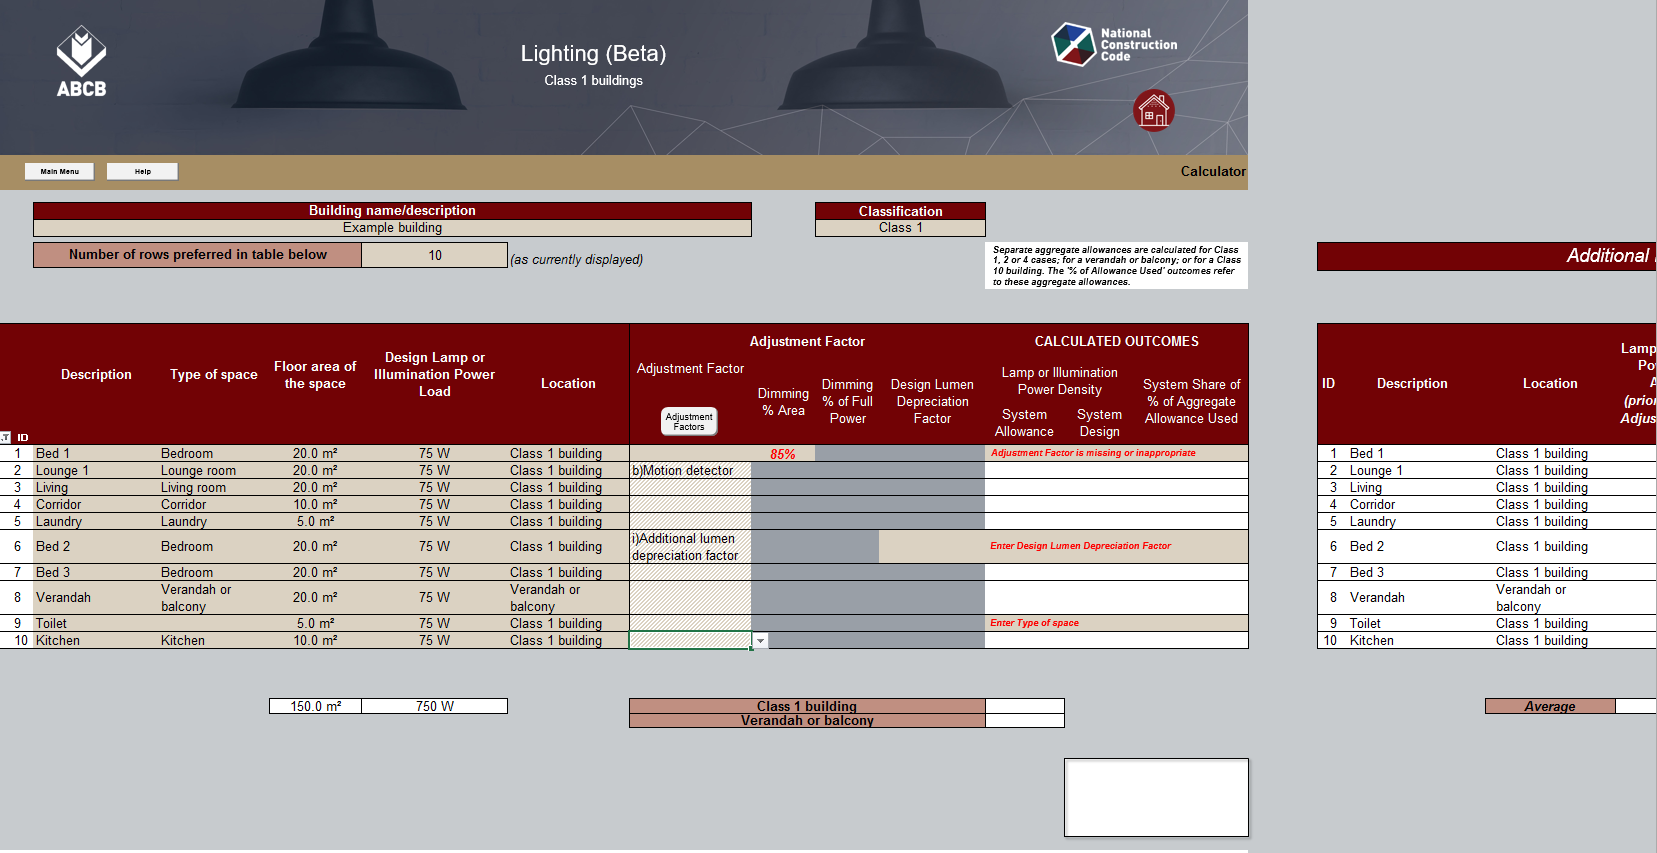 ABCB
Lighting (Beta)
Class 1 buildings
National
Construction
Code
Main Menu
Help
Calculator
Building name/description
Example building
Classification
Class 1
Number of rows preferred in table below
10
(as currently displayed)
Separate aggregate allowances are calculated for Class
1, 2 or 4 cases; for a verandah or balcony; or for a Class
10 building. The '% of Allowance Used' outcomes refer
to these aggregate allowances.
Additional
ID
Description
Type of space
Floor area of
the space
Design Lamp or
Illumination Power
Load
Location
Adjustment Factor
Adjustment Factor
Adjustment
Factors
Dimming
% Area
Dimming
% of Full
Power
Design Lumen
Depreciation
Factor
CALCULATED OUTCOMES
Lamp or Illumination
Power Density
System
Allowance
System
Design
System Share of
% of Aggregate
Allowance Used
ID
Description
Location
Lamp
Po
A
(prior
Adjus
1 Bed 1 Bedroom 20.0 m² 75 W Class 1 building 85% Adjustment Factor is missing or inappropriate 1 Bed 1 Class 1 building
2 Lounge 1 Lounge room 20.0 m² 75 W Class 1 building b)Motion detector 2 Lounge 1 Class 1 building
3 Living Living room 20.0 m² 75 W Class 1 building 3 Living Class 1 building
4 Corridor Corridor 10.0 m² 75 W Class 1 building 4 Corridor Class 1 building
5 Laundry Laundry 5.0 m² 75 W Class 1 building 5 Laundry Class 1 building
6 Bed 2 Bedroom 20.0 m² 75 W Class 1 building i)Additional lumen
depreciation factor Enter Design Lumen Depreciation Factor 6 Bed 2 Class 1 building
7 Bed 3 Bedroom 20.0 m² 75 W Class 1 building 7 Bed 3 Class 1 building
8 Verandah Verandah or
balcony 20.0 m² 75 W Verandah or
balcony 8 Verandah Verandah or
balcony
9 Toilet 5.0 m² 75 W Class 1 building Enter Type of space 9 Toilet Class 1 building
10 Kitchen Kitchen 10.0 m² 75 W Class 1 building 10 Kitchen Class 1 building
150.0 m² 750 W
Class 1 building
Verandah or balcony
Average